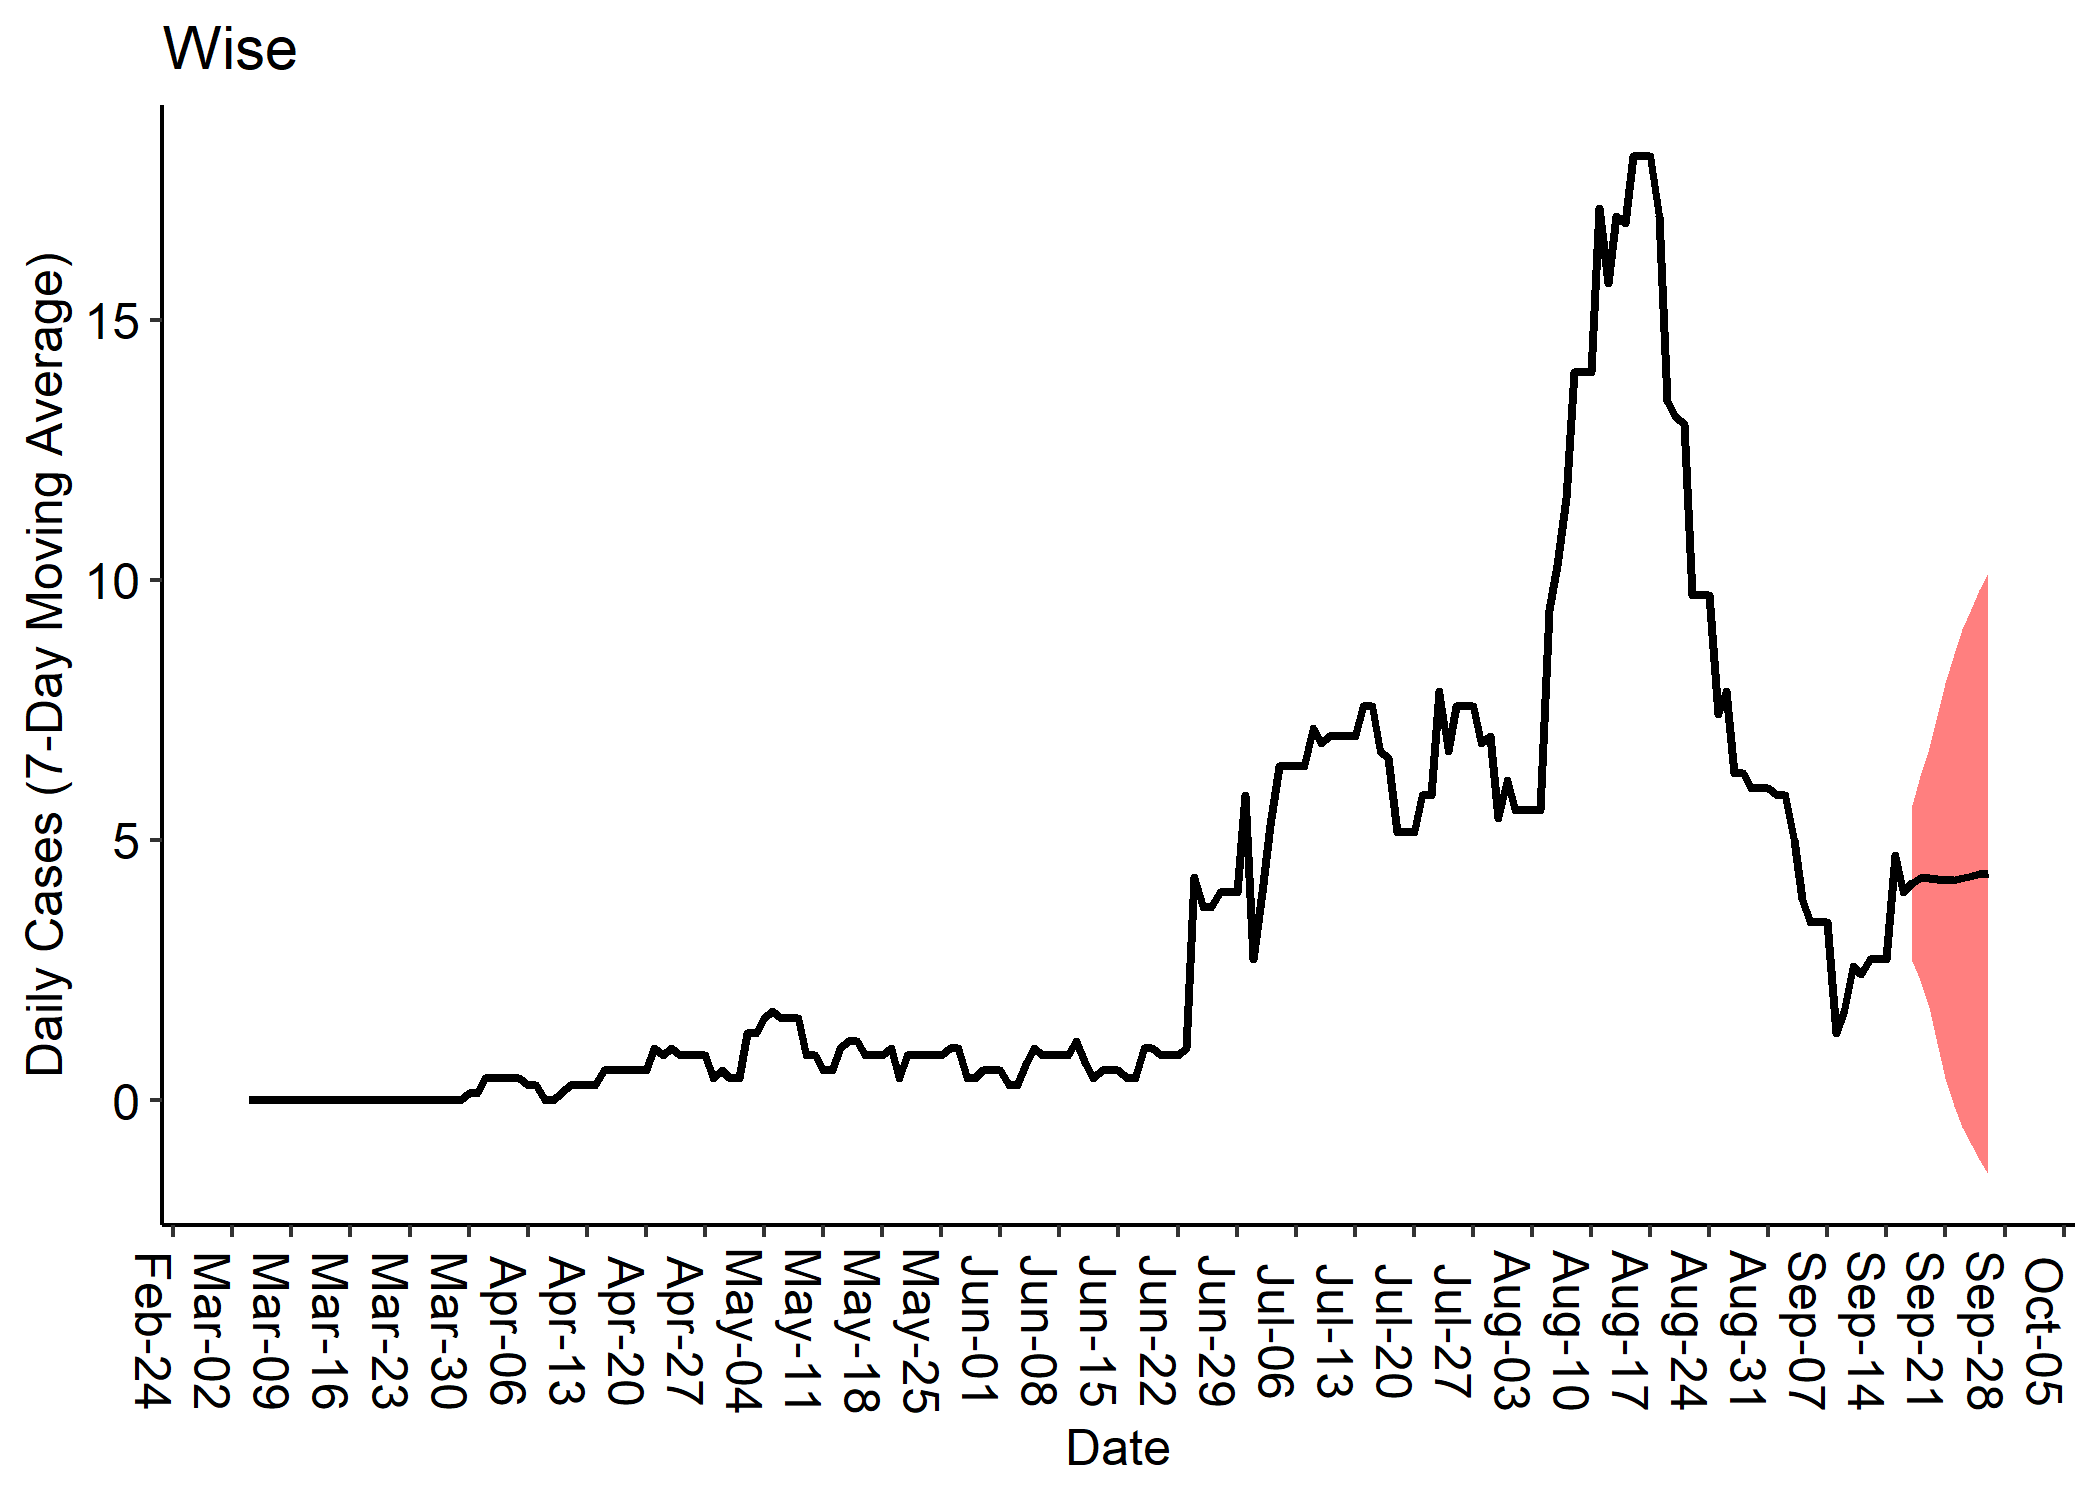 Wise
Daily Cases (7-Day Moving Average)
15
10
5
0
Feb-24
Mar-02
Mar-09
Mar-16
Mar-23
Mar-30
Apr-06
Apr-13
Apr-20
Apr-27
May-04
May-11
May-18
May-25
Jun-01
Jun-08
Jun-15
Jun-22
Jun-29
Jul-06
Jul-13
Jul-20
Jul-27
Aug-03
Aug-10
Aug-17
Aug-24
Aug-31
Sep-07
Sep-14
Sep-21
Sep-28
Oct-05
Date